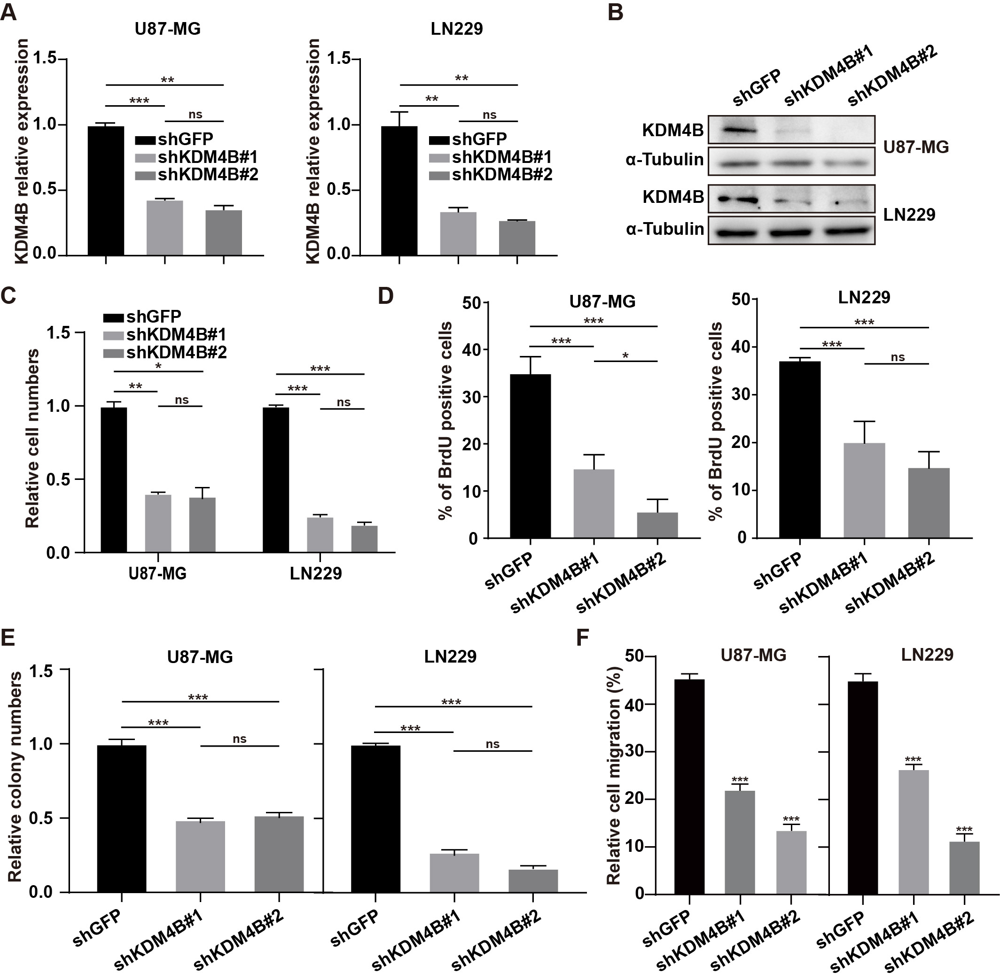 A
U87-MG
KDM4B relative expression
1.5
1.0
0.5
0.0
**
***
ns
shGFP
shKDM4B#1
shKDM4B#2
LN229
KDM4B relative expression
1.5
1.0
0.5
0.0
**
**
ns
shGFP
shKDM4B#1
shKDM4B#2
B
shGFP
shKDM4B#1
shKDM4B#2
KDM4B
α-Tubulin
U87-MG
KDM4B
α-Tubulin
LN229
C
shGFP
shKDM4B#1
shKDM4B#2
Relative cell numbers
1.5
1.0
0.5
0.0
*
**
ns
***
***
ns
U87-MG
LN229
D
U87-MG
% of BrdU positive cells
50
40
30
20
10
0
***
***
*
shGFP
shKDM4B#1
shKDM4B#2
LN229
% of BrdU positive cells
50
40
30
20
10
0
***
***
ns
shGFP
shKDM4B#1
shKDM4B#2
E
U87-MG
Relative colony numbers
1.5
1.0
0.5
0.0
***
***
ns
shGFP
shKDM4B#1
shKDM4B#2
LN229
***
***
ns
shGFP
shKDM4B#1
shKDM4B#2
F
U87-MG
Relative cell migration (%)
50
40
30
20
10
0
***
***
shGFP
shKDM4B#1
shKDM4B#2
LN229
***
***
shGFP
shKDM4B#1
shKDM4B#2